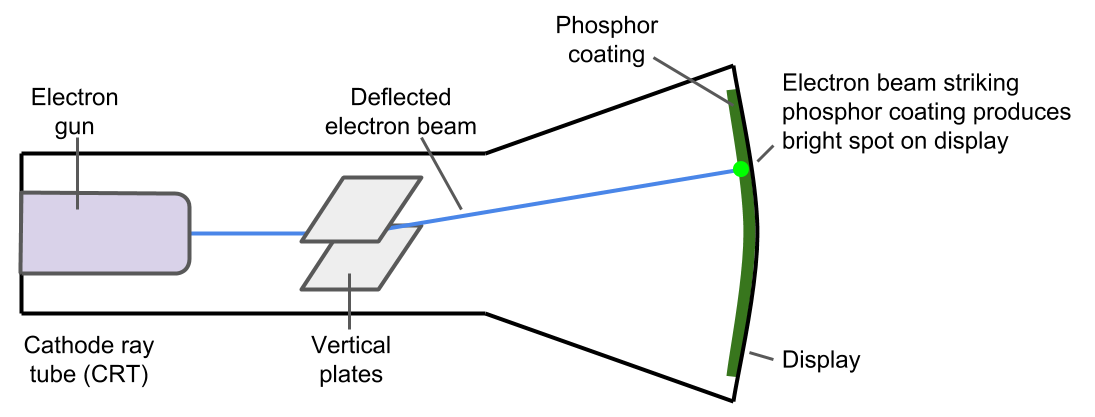 Phosphor
coating
Electron beam striking
phosphor coating produces
bright spot on display
Electron
gun
Deflected
electron beam
Cathode ray
tube (CRT)
Vertical
plates
Display